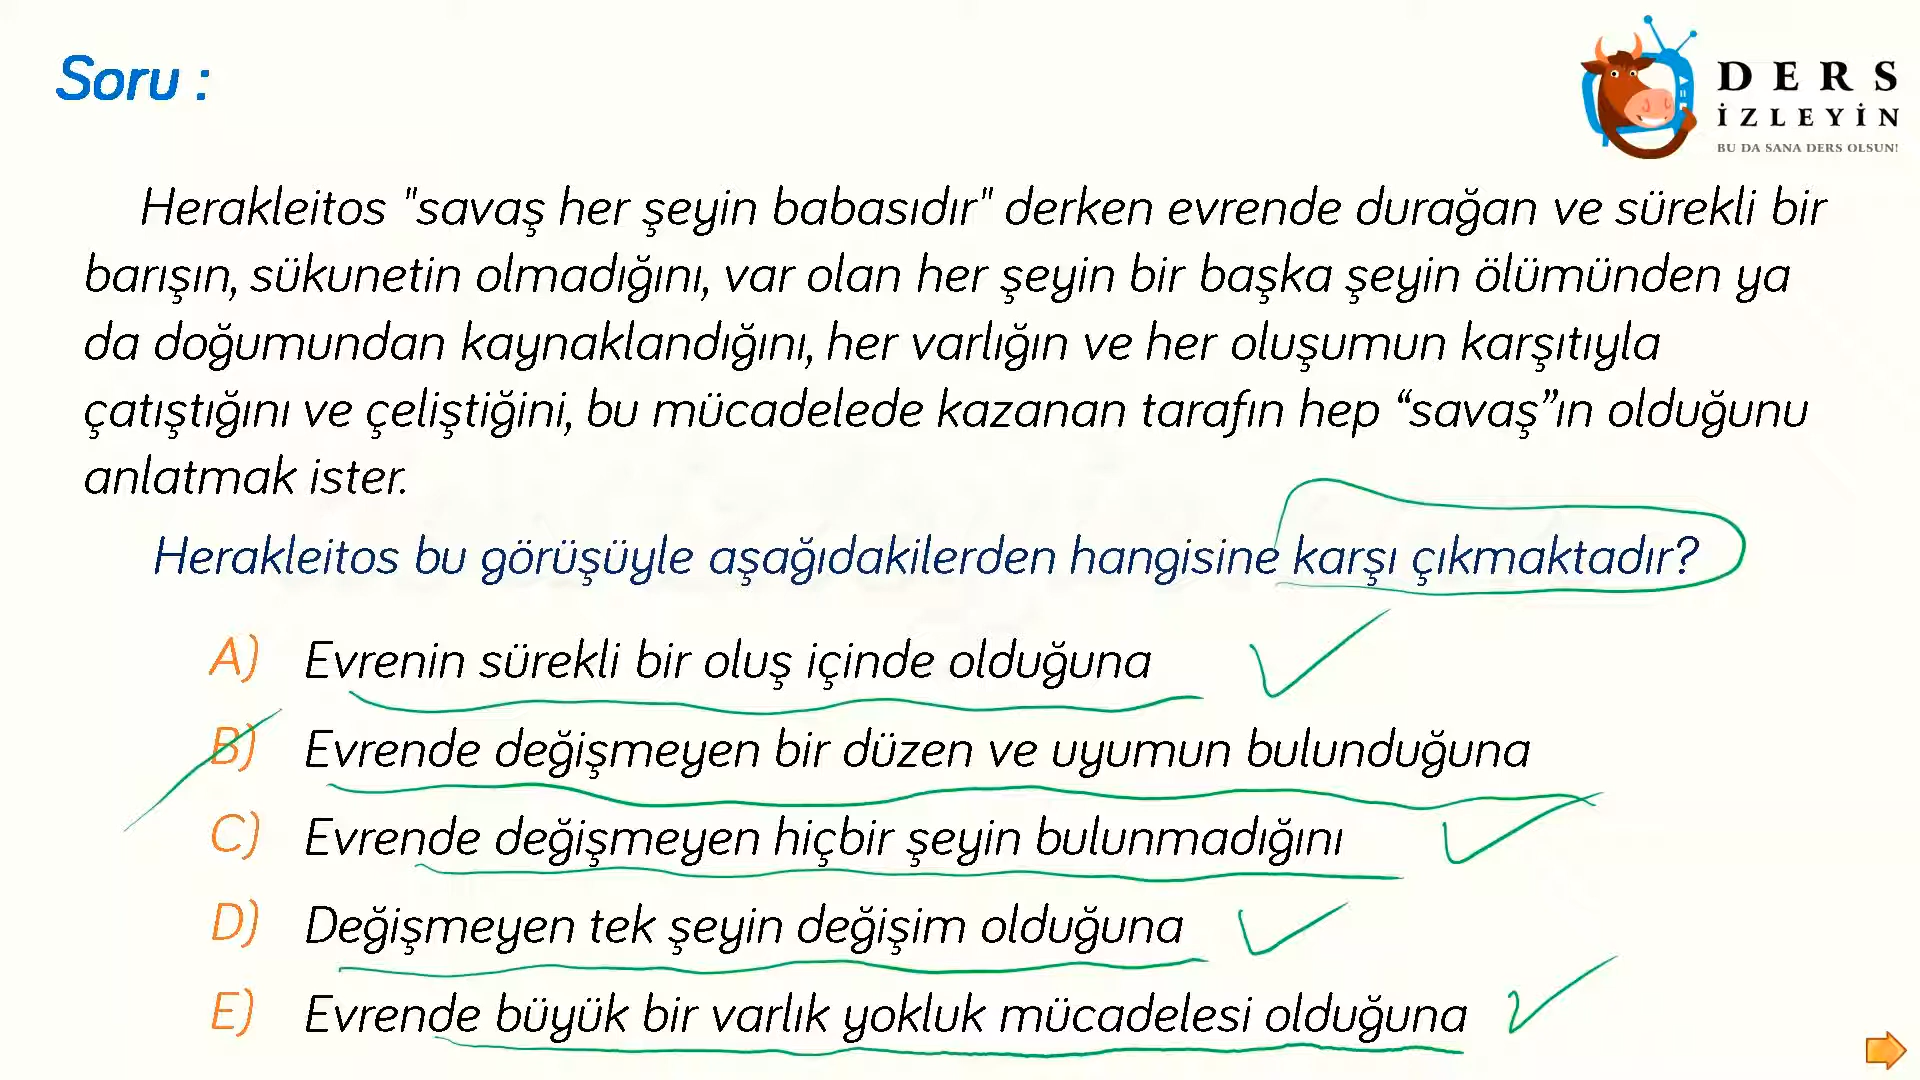 Soru :
DERS
İZLEYİN
BU DA SANA DERS OLSUN!
Herakleitos "savaş her şeyin babasıdır" derken evrende durağan ve sürekli bir
barışın, sükunetin olmadığını, var olan her şeyin bir başka şeyin ölümünden ya
da doğumundan kaynaklandığını, her varlığın ve her oluşumun karşıtıyla
çatıştığını ve çeliştiğini, bu mücadelede kazanan tarafın hep “savaş”ın olduğunu
anlatmak ister.
Herakleitos bu görüşüyle aşağıdakilerden hangisine karşı çıkmaktadır?
A) Evrenin sürekli bir oluş içinde olduğuna
B) Evrende değişmeyen bir düzen ve uyumun bulunduğuna
C) Evrende değişmeyen hiçbir şeyin bulunmadığını
D) Değişmeyen tek şeyin değişim olduğuna
E) Evrende büyük bir varlık yokluk mücadelesi olduğuna